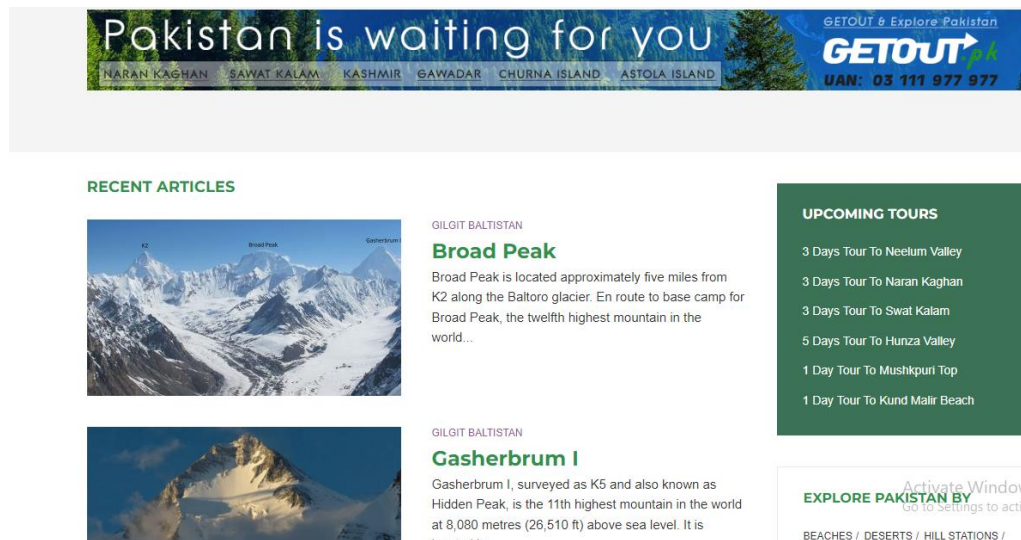 Pakistan is waiting for you
NARAN KAGHAN SAWAT KALAM KASHMIR GAWADAR CHURNA ISLAND ASTOLA ISLAND
GETOUT & Explore Pakistan
GETOUT.pk
UAN: 03 111 977 977
RECENT ARTICLES
K2 Broad Peak Gasherbrum I
GILGIT BALTISTAN
Broad Peak
Broad Peak is located approximately five miles from
K2 along the Baltoro glacier. En route to base camp for
Broad Peak, the twelfth highest mountain in the
world...
GILGIT BALTISTAN
Gasherbrum I
Gasherbrum I, surveyed as K5 and also known as
Hidden Peak, is the 11th highest mountain in the world
at 8,080 metres (26,510 ft) above sea level. It is
UPCOMING TOURS
3 Days Tour To Neelum Valley
3 Days Tour To Naran Kaghan
3 Days Tour To Swat Kalam
5 Days Tour To Hunza Valley
1 Day Tour To Mushkpuri Top
1 Day Tour To Kund Malir Beach
EXPLORE PAKISTAN BY
Activate Window
Go to Settings to acti
BEACHES / DESERTS / HILL STATIONS /